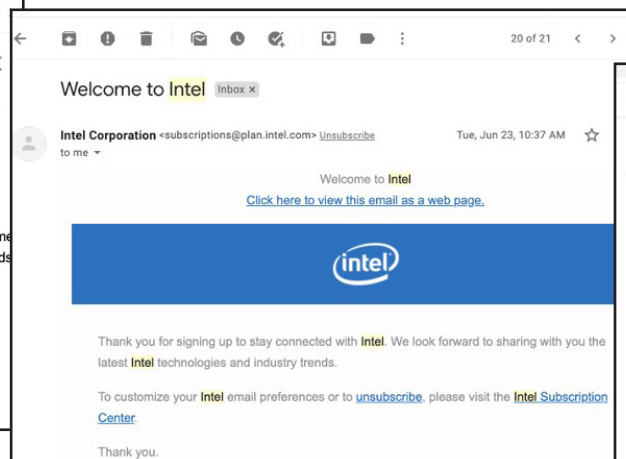 20 of 21
Welcome to Intel Inbox x
Intel Corporation <subscriptions@plan.intel.com> Unsubscribe Tue, Jun 23, 10:37 AM
to me
Welcome to Intel
Click here to view this email as a web page.
intel
Thank you for signing up to stay connected with Intel. We look forward to sharing with you the
latest Intel technologies and industry trends.
To customize your Intel email preferences or to unsubscribe, please visit the Intel Subscription
Center.
Thank you.